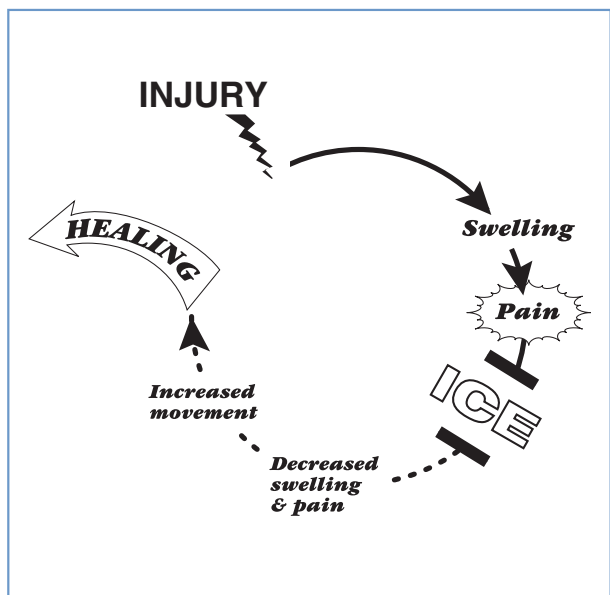 INJURY
Swelling
Pain
ICE
Decreased
swelling
& pain
Increased
movement
HEALING